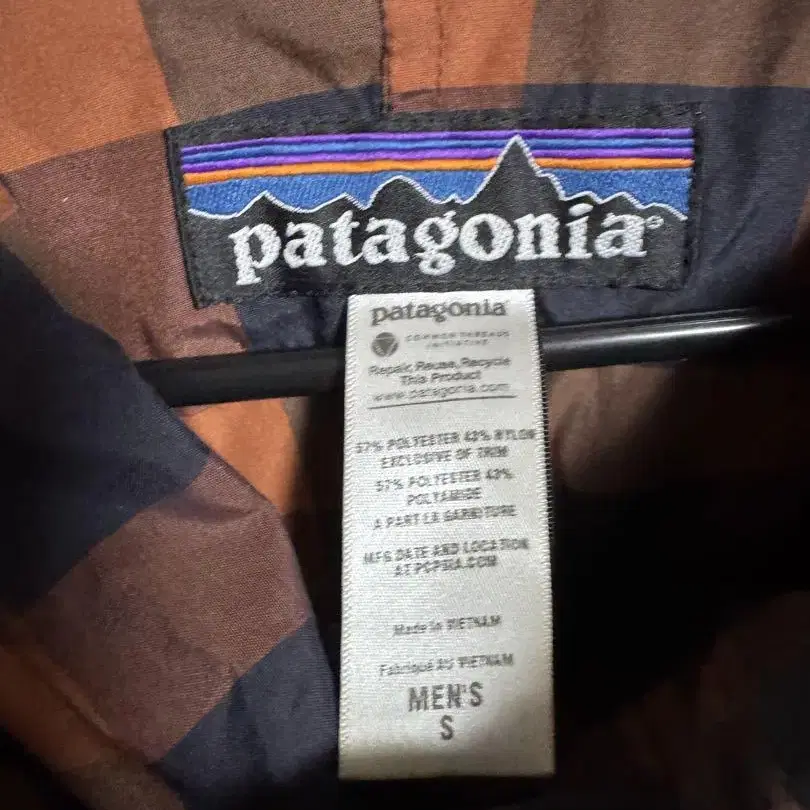 patagonia®
patagonia®
COMMON THREADS
INITIATIVE
Repair, Reuse, Recycle
This Product
www.patagonia.com
57% POLYESTER 43% NYLON
EXCLUSIVE OF TRIM
57% POLYESTER 43%
POLYAMIDE
A PART LA GARNITURE
MFG DATE AND LOCATION
AT PCPSIA.COM
Made in VIETNAM
Fabriqué au VIETNAM
MEN'S
S